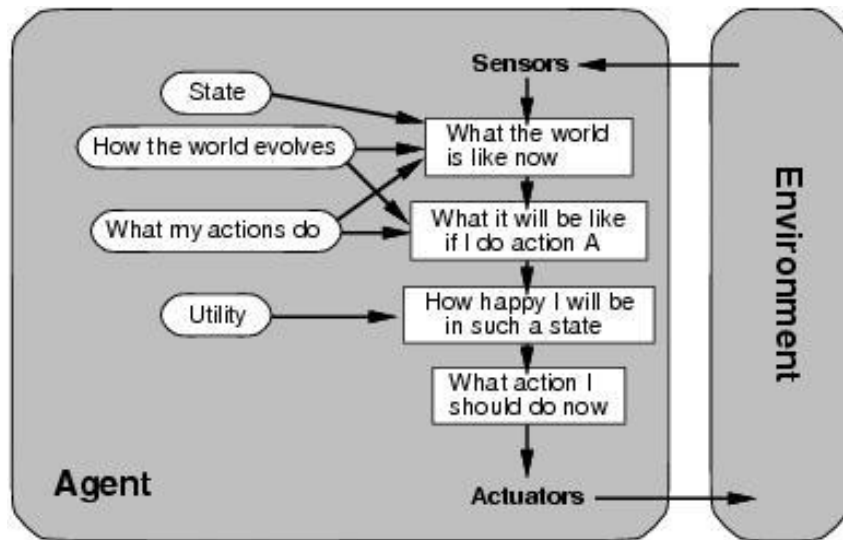 Sensors
State
What the world
is like now
How the world evolves
What my actions do
What it will be like
if I do action A
Utility
How happy I will be
in such a state
What action I
should do now
Agent
Actuators
Environment